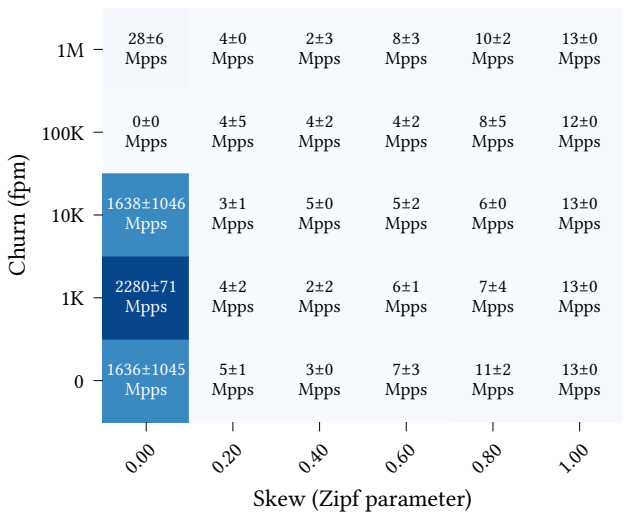 28±6 4±0 2±3 8±3 10±2 13±0
1M Mpps Mpps Mpps Mpps Mpps Mpps
0±0 4±5 4±2 4±2 8±5 12±0
100K Mpps Mpps Mpps Mpps Mpps Mpps
1638±1046 3±1 5±0 5±2 6±0 13±0
10K Mpps Mpps Mpps Mpps Mpps Mpps
2280±71 4±2 2±2 6±1 7±4 13±0
1K Mpps Mpps Mpps Mpps Mpps Mpps
1636±1045 5±1 3±0 7±3 11±2 13±0
0 Mpps Mpps Mpps Mpps Mpps Mpps
Churn (fpm)
0.00 0.20 0.40 0.60 0.80 1.00
Skew (Zipf parameter)